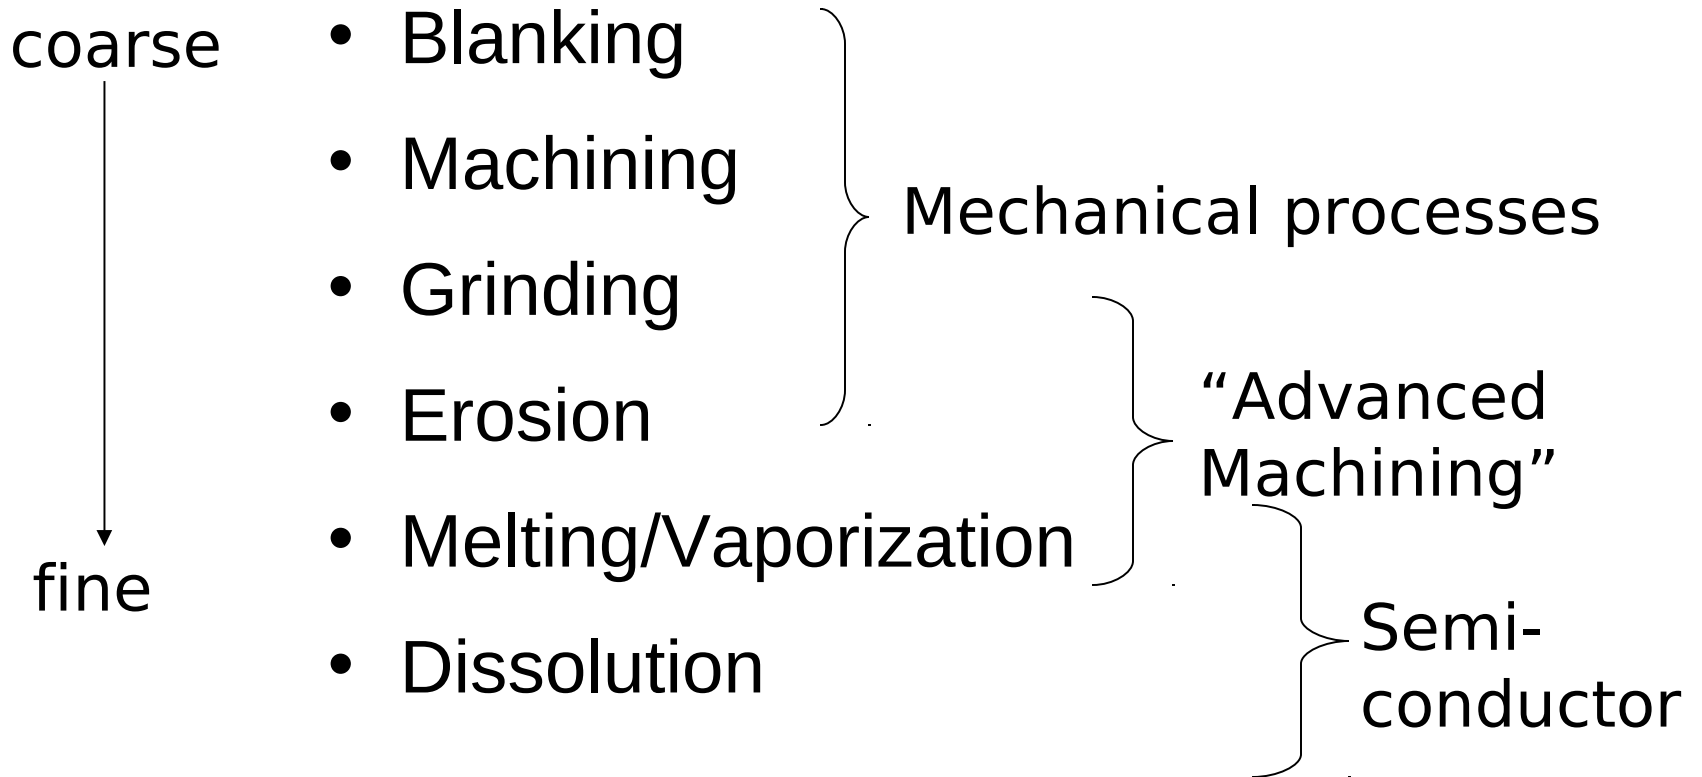 coarse
• Blanking
• Machining
Mechanical processes
• Grinding
“Advanced
Machining”
• Erosion
• Melting/Vaporization
fine
Semi-
conductor
• Dissolution